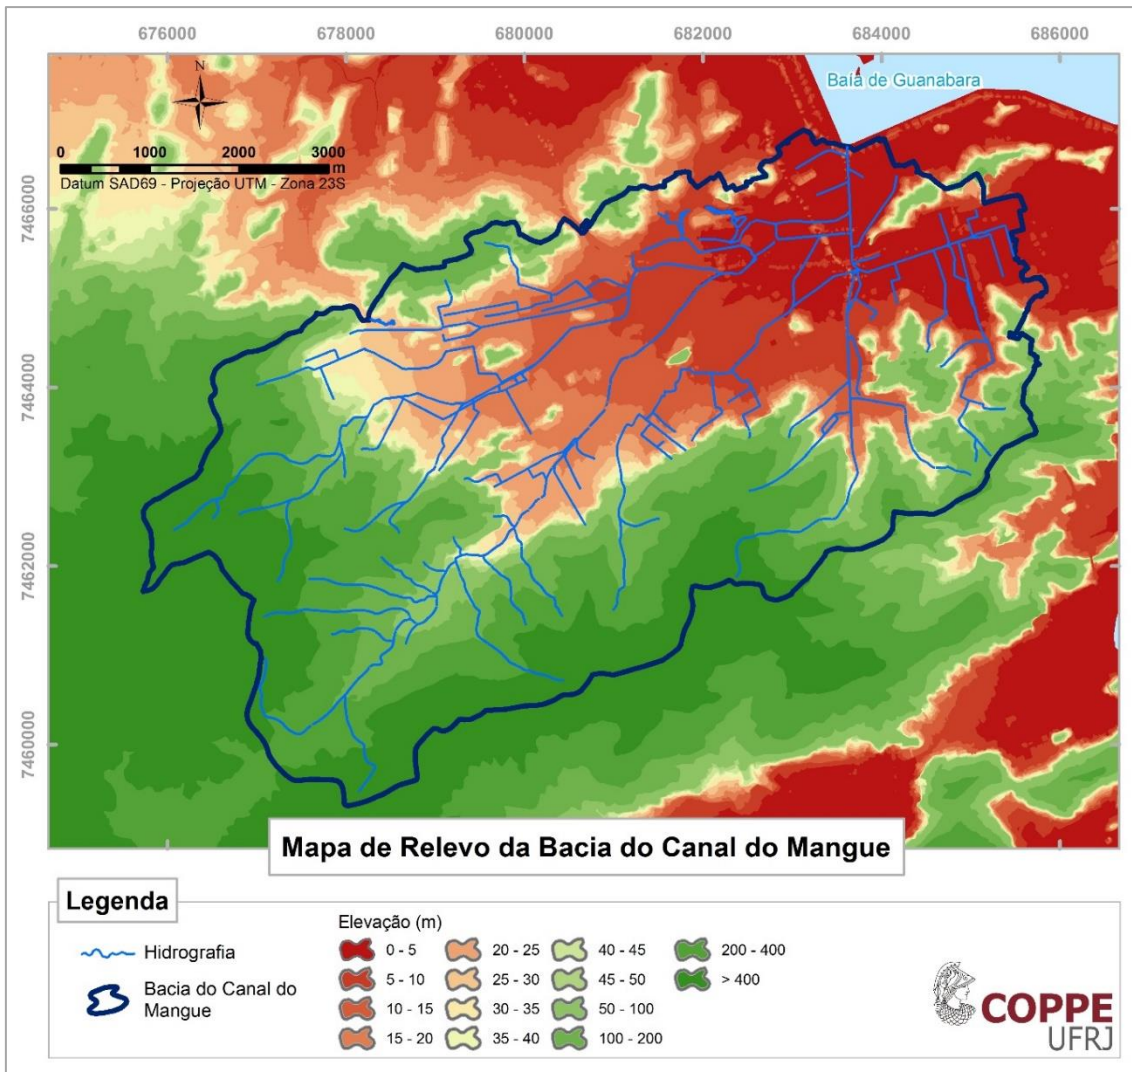 676000 678000 680000 682000 684000 686000
Baía de Guanabara
N
0 1000 2000 3000
m
Datum SAD69 - Projeção UTM - Zona 23S
7466000
7464000
7462000
7460000
Mapa de Relevo da Bacia do Canal do Mangue
Legenda
Hidrografia
Bacia do Canal do
Mangue
Elevação (m)
0 - 5
5 - 10
10 - 15
15 - 20
20 - 25
25 - 30
30 - 35
35 - 40
40 - 45
45 - 50
50 - 100
100 - 200
200 - 400
> 400
COPPE
UFRJ